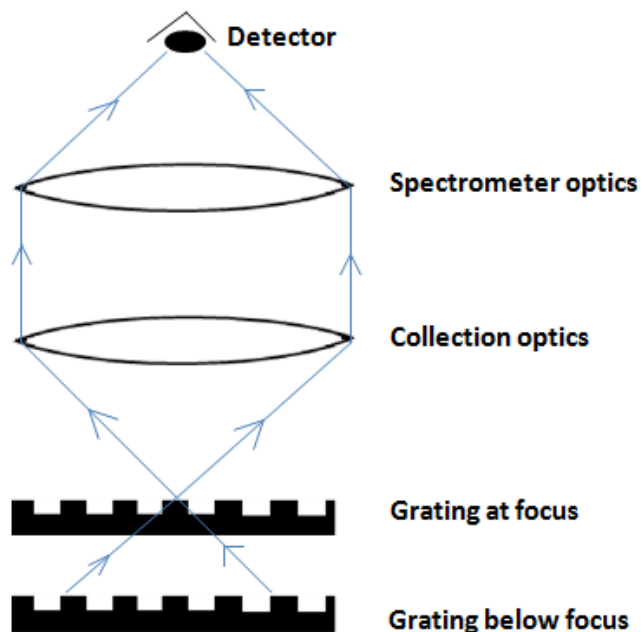 Detector
Spectrometer optics
Collection optics
Grating at focus
Grating below focus